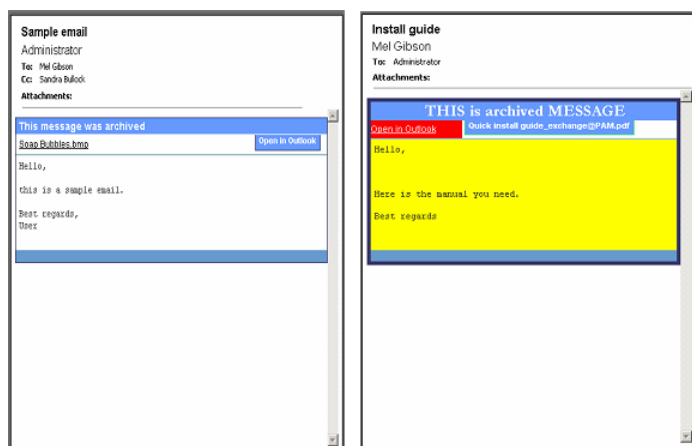 Sample email
Administrator
To: Mel Gibson
Cc: Sandra Bullock
Attachments:
This message was archived
Soap Bubbles.bmp
Open in Outlook
Hello,
this is a sample email.
Best regards,
User
Install guide
Mel Gibson
To: Administrator
Attachments:
THIS is archived MESSAGE
Open in Outlook
Quick install guide_exchange@PAM.pdf
Hello,
Here is the manual you need.
Best regards